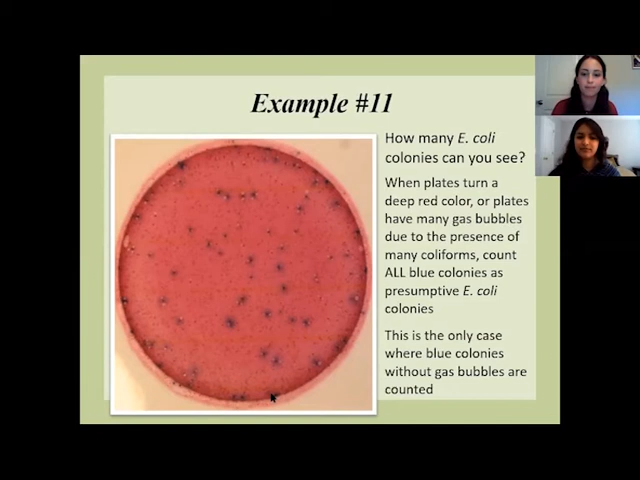 Example #11
How many E. coli
colonies can you see?
When plates turn a
deep red color, or plates
have many gas bubbles
due to the presence of
many coliforms, count
ALL blue colonies as
presumptive E. coli
colonies
This is the only case
where blue colonies
without gas bubbles are
counted